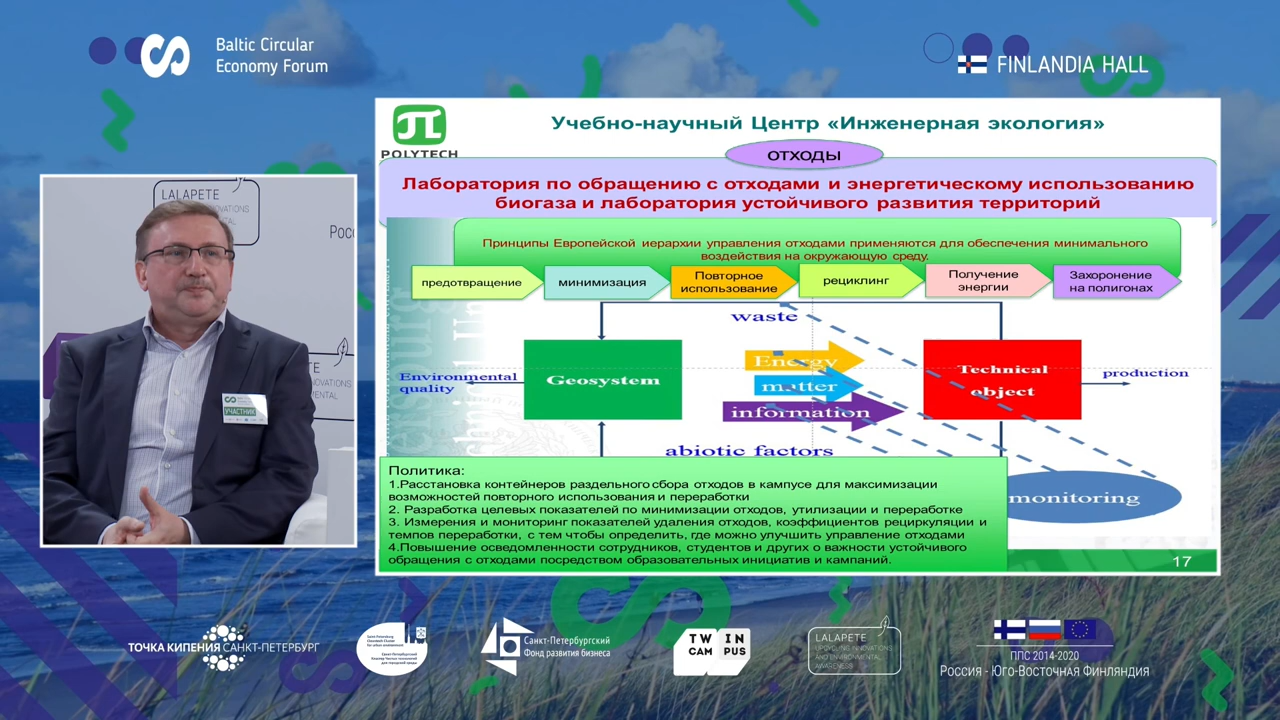 Baltic Circular
Economy Forum
FINLANDIA HALL
POLYTECH
Учебно-научный Центр «Инженерная экология»
ОТХОДЫ
Лаборатория по обращению с отходами и энергетическому использованию
биогаза и лаборатория устойчивого развития территорий
Принципы Европейской иерархии управления отходами применяются для обеспечения минимального
воздействия на окружающую среду.
предотвращение
минимизация
Повторное
использование
рециклинг
Получение
энергии
Захоронение
на полигонах
waste
Environmental
quality
Geosystem
Energy
matter
information
Technical
object
production
abiotic factors
monitoring
Политика:
1.Расстановка контейнеров раздельного сбора отходов в кампусе для максимизации
возможностей повторного использования и переработки
2. Разработка целевых показателей по минимизации отходов, утилизации и переработке
3. Измерения и мониторинг показателей удаления отходов, коэффициентов рециркуляции и
темпов переработки, с тем чтобы определить, где можно улучшить управление отходами
4.Повышение осведомленности сотрудников, студентов и других о важности устойчивого
обращения с отходами посредством образовательных инициатив и кампаний.
17
LALAPETE
УЧАСТНИК
ТОЧКА КИПЕНИЯ САНКТ-ПЕТЕРБУРГ
Санкт-Петербургский
Фонд развития бизнеса
TW IN
CAM PUS
LALAPETE
UPCYCLING INNOVATIONS
AND ENVIRONMENTAL
AWARENESS
ППС 2014-2020
Россия - Юго-Восточная Финляндия